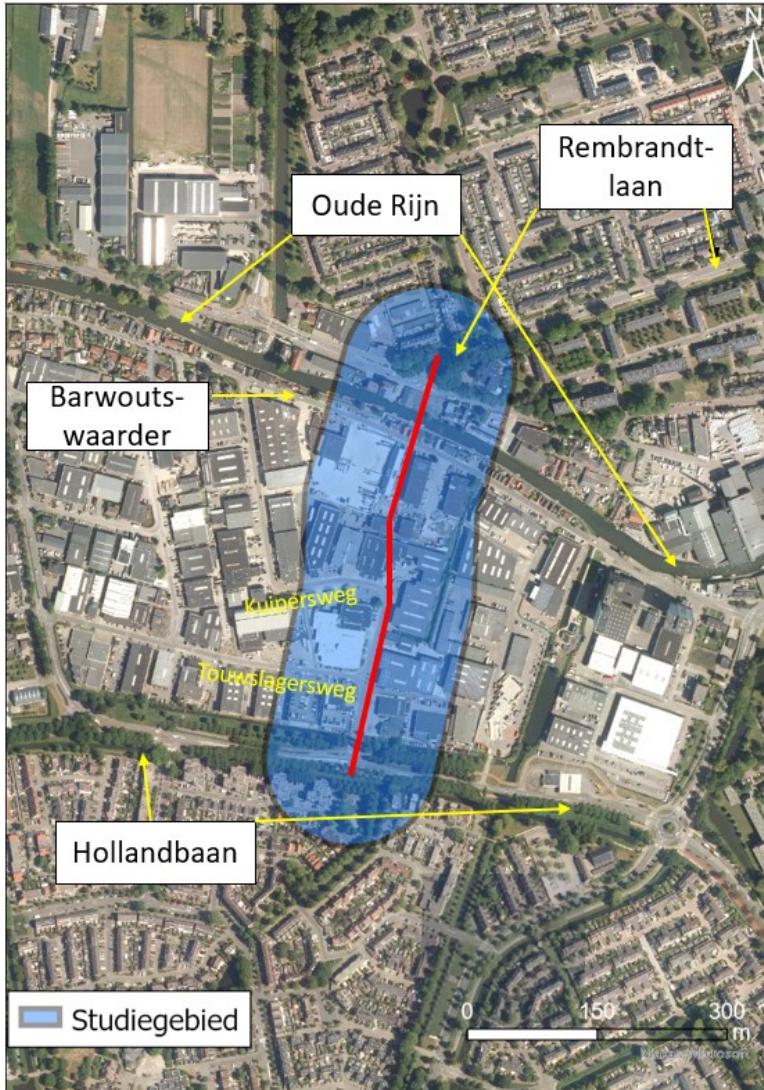 N
Rembrandt-
laan
Oude Rijn
Barwouts-
waarder
Kuipersweg
Touwslagersweg
Hollandbaan
Studiegebied
0 150 300
m